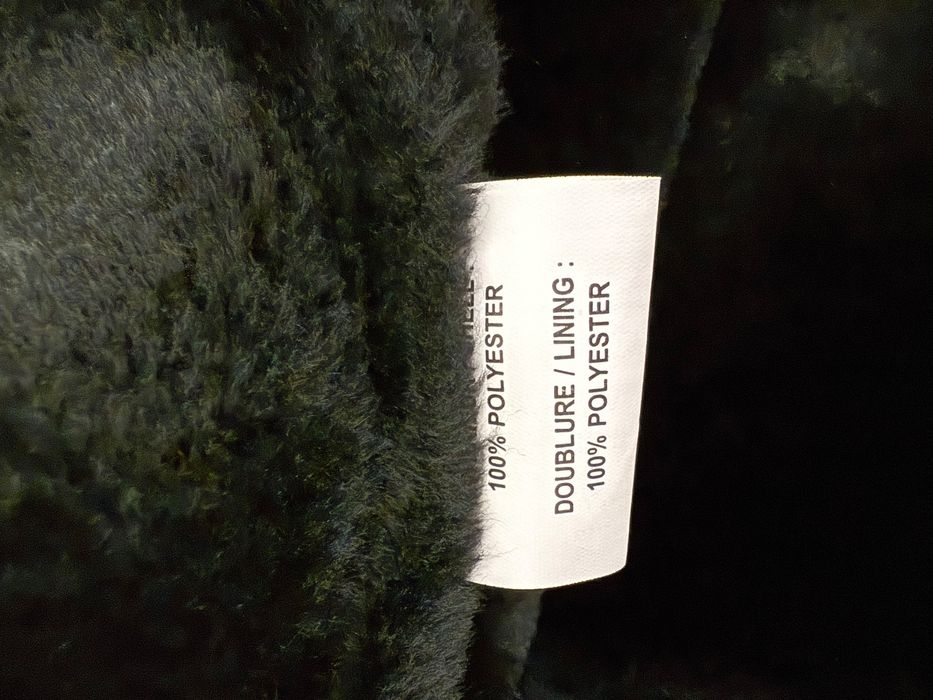 100% POLYESTER
DOUBLURE / LINING :
100% POLYESTER